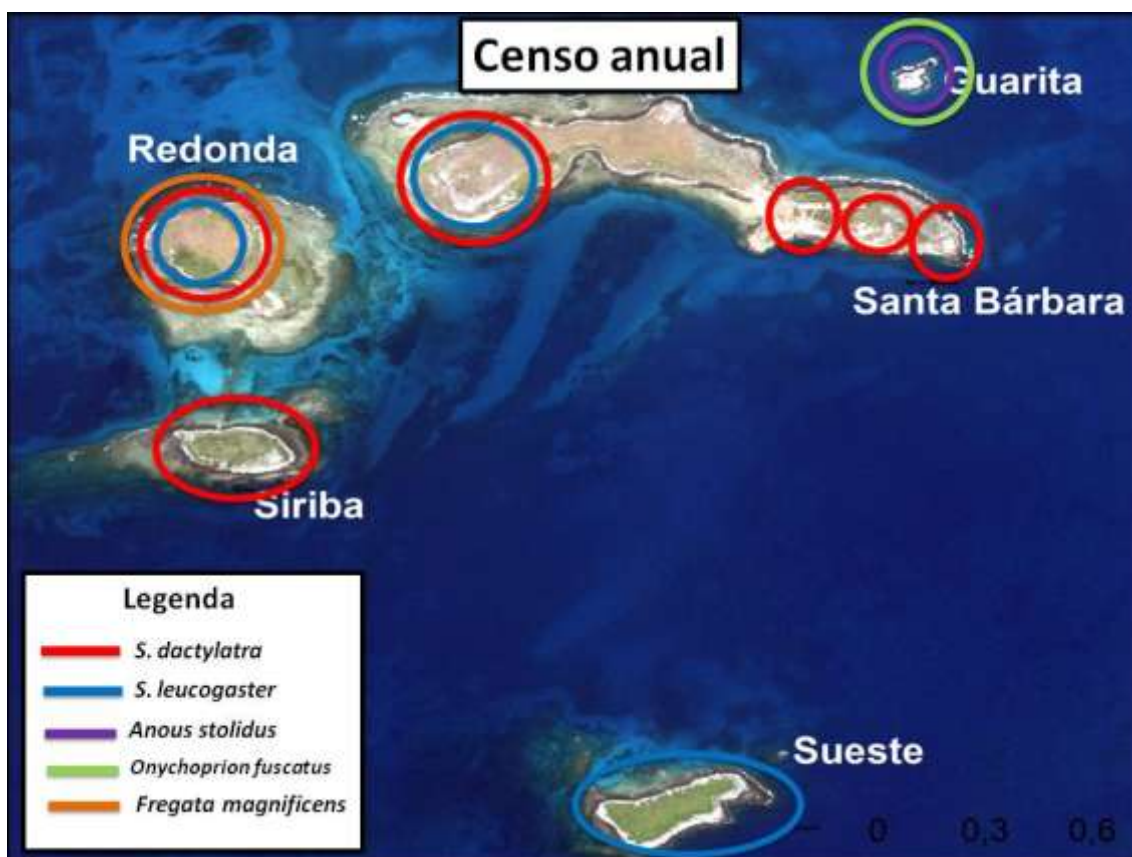 Censo anual
Guarita
Redonda
Santa Bárbara
Siriba
Legenda
S. dactylatra
S. leucogaster
Anous stolidus
Onychoprion fuscatus
Fregata magnificens
Sueste
0 0,3 0,6